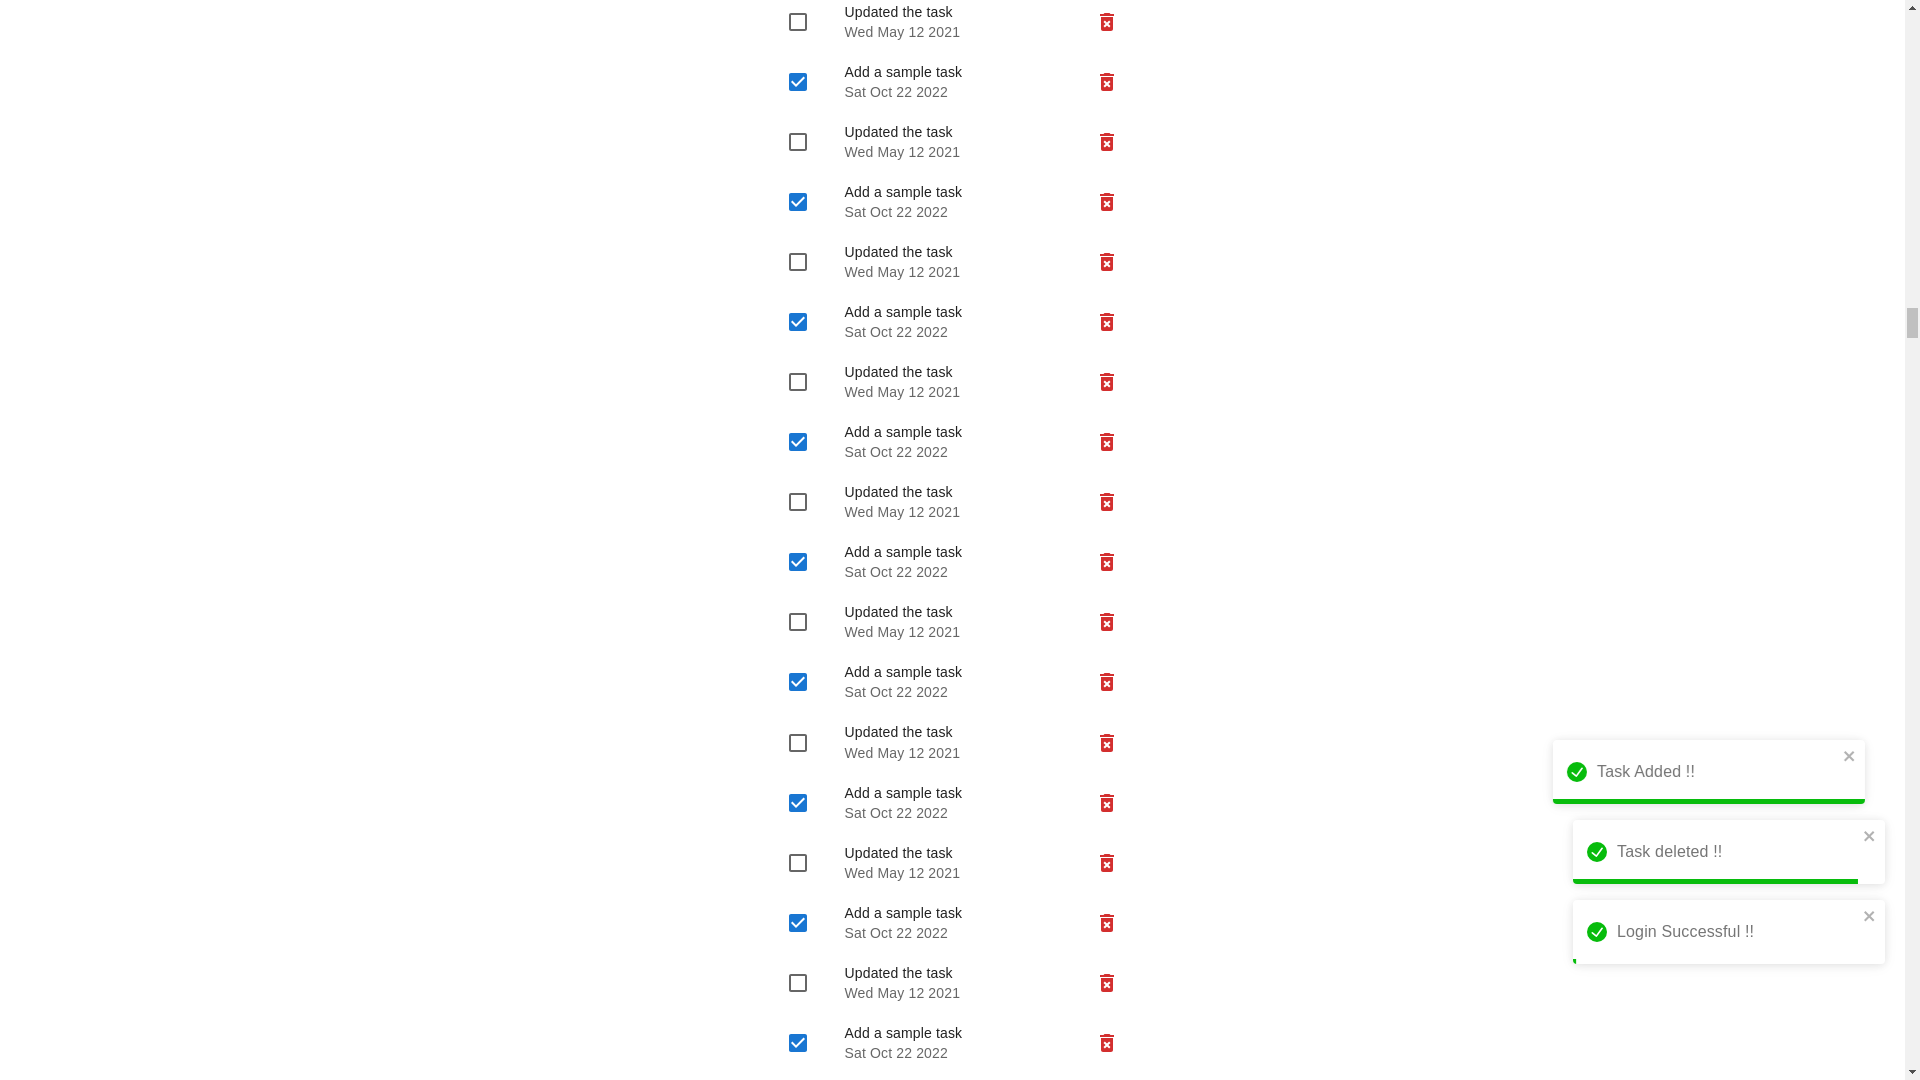 Updated the task
Wed May 12 2021
Add a sample task
Sat Oct 22 2022
Updated the task
Wed May 12 2021
Add a sample task
Sat Oct 22 2022
Updated the task
Wed May 12 2021
Add a sample task
Sat Oct 22 2022
Updated the task
Wed May 12 2021
Add a sample task
Sat Oct 22 2022
Updated the task
Wed May 12 2021
Add a sample task
Sat Oct 22 2022
Updated the task
Wed May 12 2021
Add a sample task
Sat Oct 22 2022
Updated the task
Wed May 12 2021
Add a sample task
Sat Oct 22 2022
Updated the task
Wed May 12 2021
Add a sample task
Sat Oct 22 2022
Updated the task
Wed May 12 2021
Add a sample task
Sat Oct 22 2022
Task Added !!
Task deleted !!
Login Successful !!